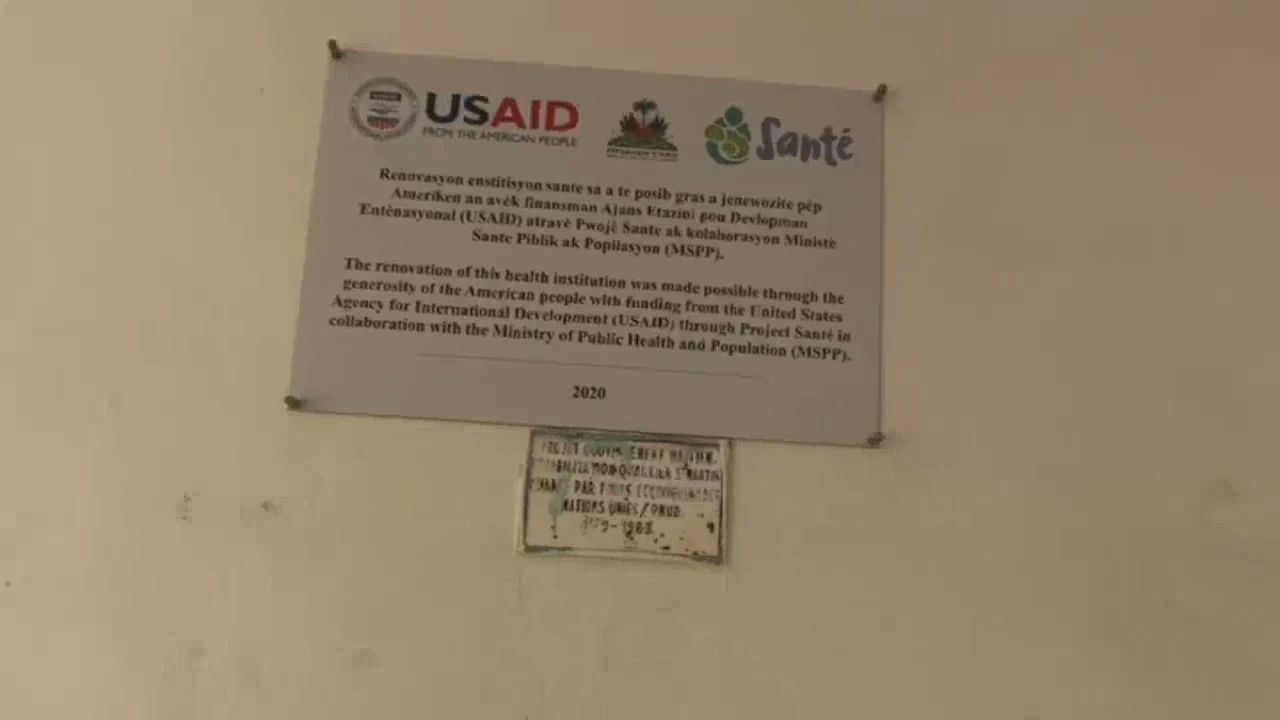 USAID
FROM THE AMERICAN PEOPLE
Santé
Renovasyon enstitisyon sante sa a te posib gras a jenewozite pèp
Ameriken an avèk finansman Ajans Etazini pou Devlopman
Entènasyonal (USAID) atravè Pwojè Sante ak kolaborasyon Ministè
Sante Piblik ak Popilasyon (MSPP).
The renovation of this health institution was made possible through the
generosity of the American people with funding from the United States
Agency for International Development (USAID) through Project Santé in
collaboration with the Ministry of Public Health and Population (MSPP).
2020
PROJET
PAR
NATIONS UNIES/PNUD